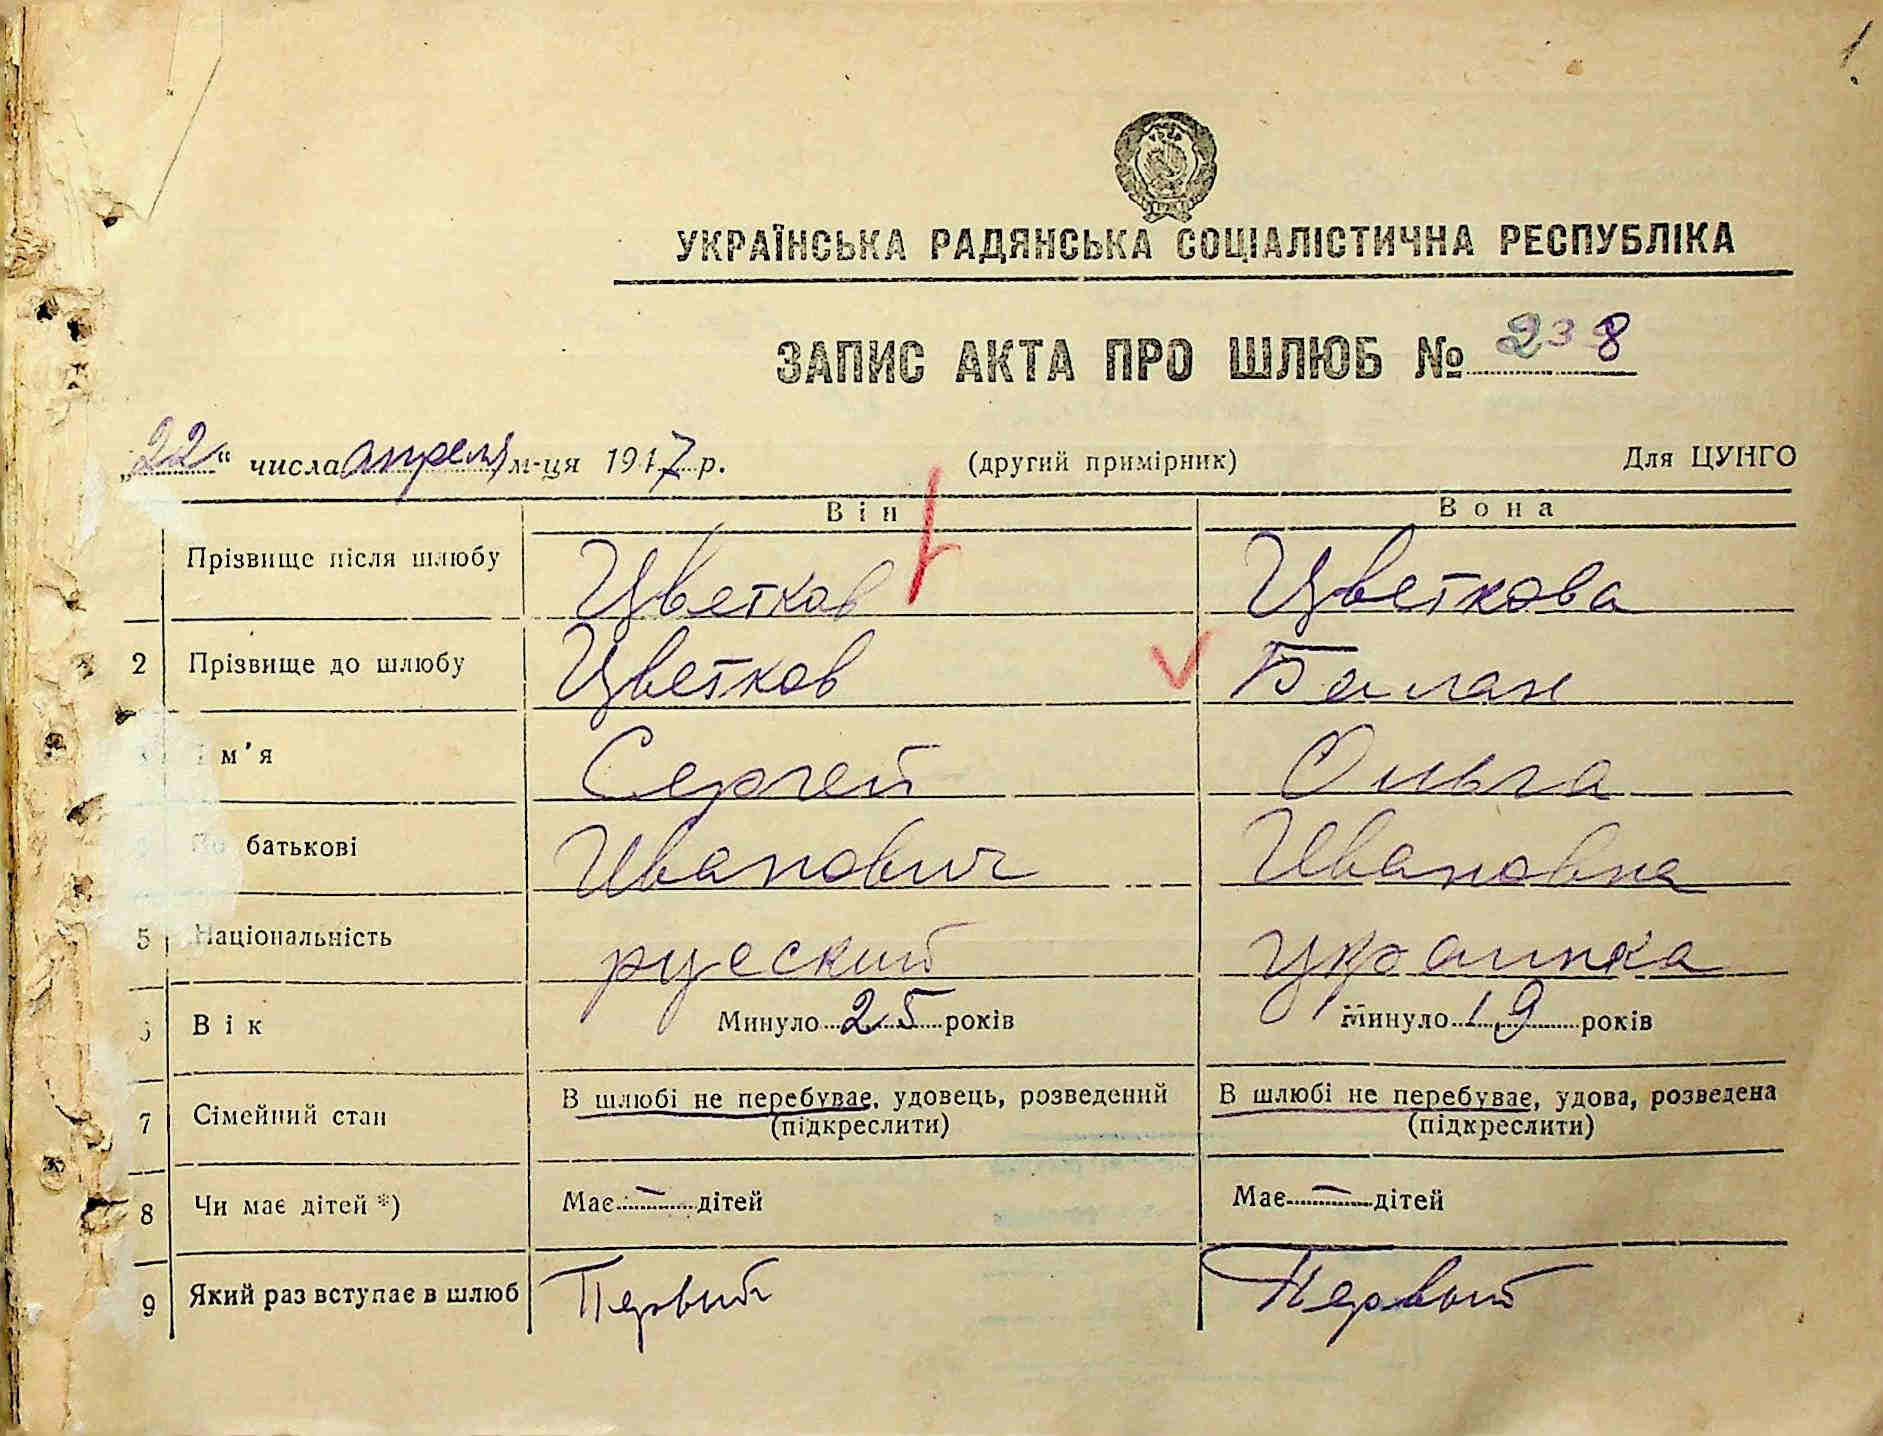 УКРАЇНСЬКА РАДЯНСЬКА СОЦІАЛІСТИЧНА РЕСПУБЛІКА
ЗАПИС АКТА ПРО ШЛЮБ № 238
„22“ числа апреля м-ця 1947 р. (другий примірник) Для ЦУНГО
Він Вона
Прізвище після шлюбу Цветков Цветкова
2 Прізвище до шлюбу Цветков Балан
м'я Сергей Ольга
батькові Иванович Ивановна
5 Національність русский украинка
Вік Минуло 25 років Минуло 19 років
7 Сімейний стан В шлюбі не перебуває, удовець, розведений (підкреслити) В шлюбі не перебуває, удова, розведена (підкреслити)
8 Чи має дітей *) Має — дітей Має — дітей
9 Який раз вступає в шлюб Первый Первый